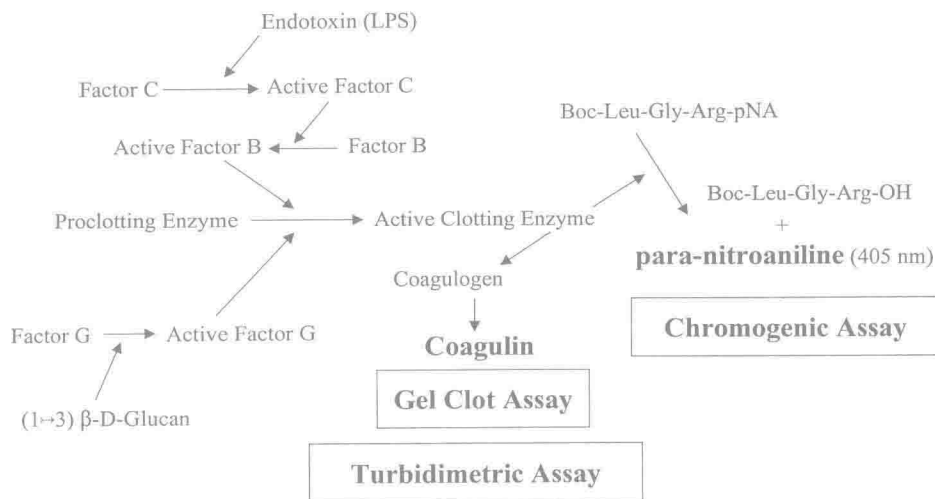 Endotoxin (LPS)
Factor C
Active Factor C
Boc-Leu-Gly-Arg-pNA
Active Factor B
Factor B
Boc-Leu-Gly-Arg-OH
Proclotting Enzyme
Active Clotting Enzyme
+
para-nitroaniline (405 nm)
Coagulogen
Factor G
Active Factor G
Coagulin
Chromogenic Assay
Gel Clot Assay
(1↦3) β-D-Glucan
Turbidimetric Assay